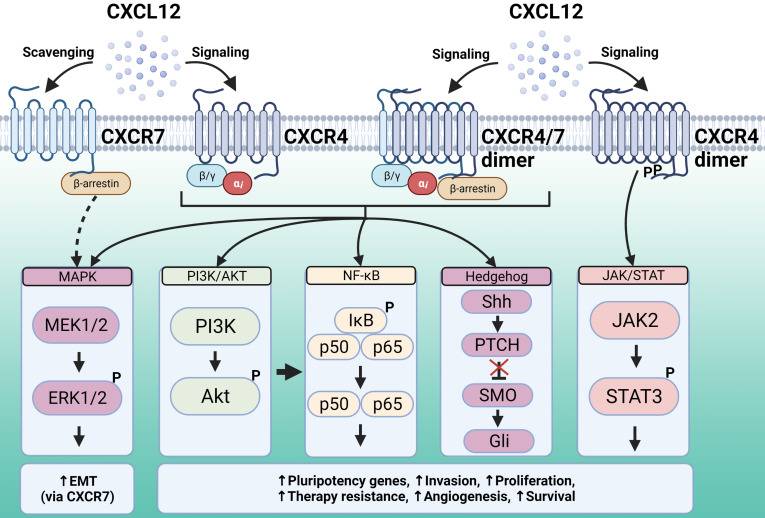 CXCL12
CXCL12
Scavenging
Signaling
Signaling
Signaling
CXCR7
CXCR4
CXCR4/7
dimer
CXCR4
dimer
β-arrestin
β/γ
αi
β/γ
αi
β-arrestin
PP
MAPK
PI3K/AKT
NF-κB
Hedgehog
JAK/STAT
MEK1/2
P
ERK1/2
PI3K
P
Akt
P
IκB
p50
p65
p50
p65
Shh
PTCH
SMO
Gli
JAK2
P
STAT3
↑EMT
(via CXCR7)
↑Pluripotency genes, ↑Invasion, ↑Proliferation,
↑Therapy resistance, ↑Angiogenesis, ↑Survival